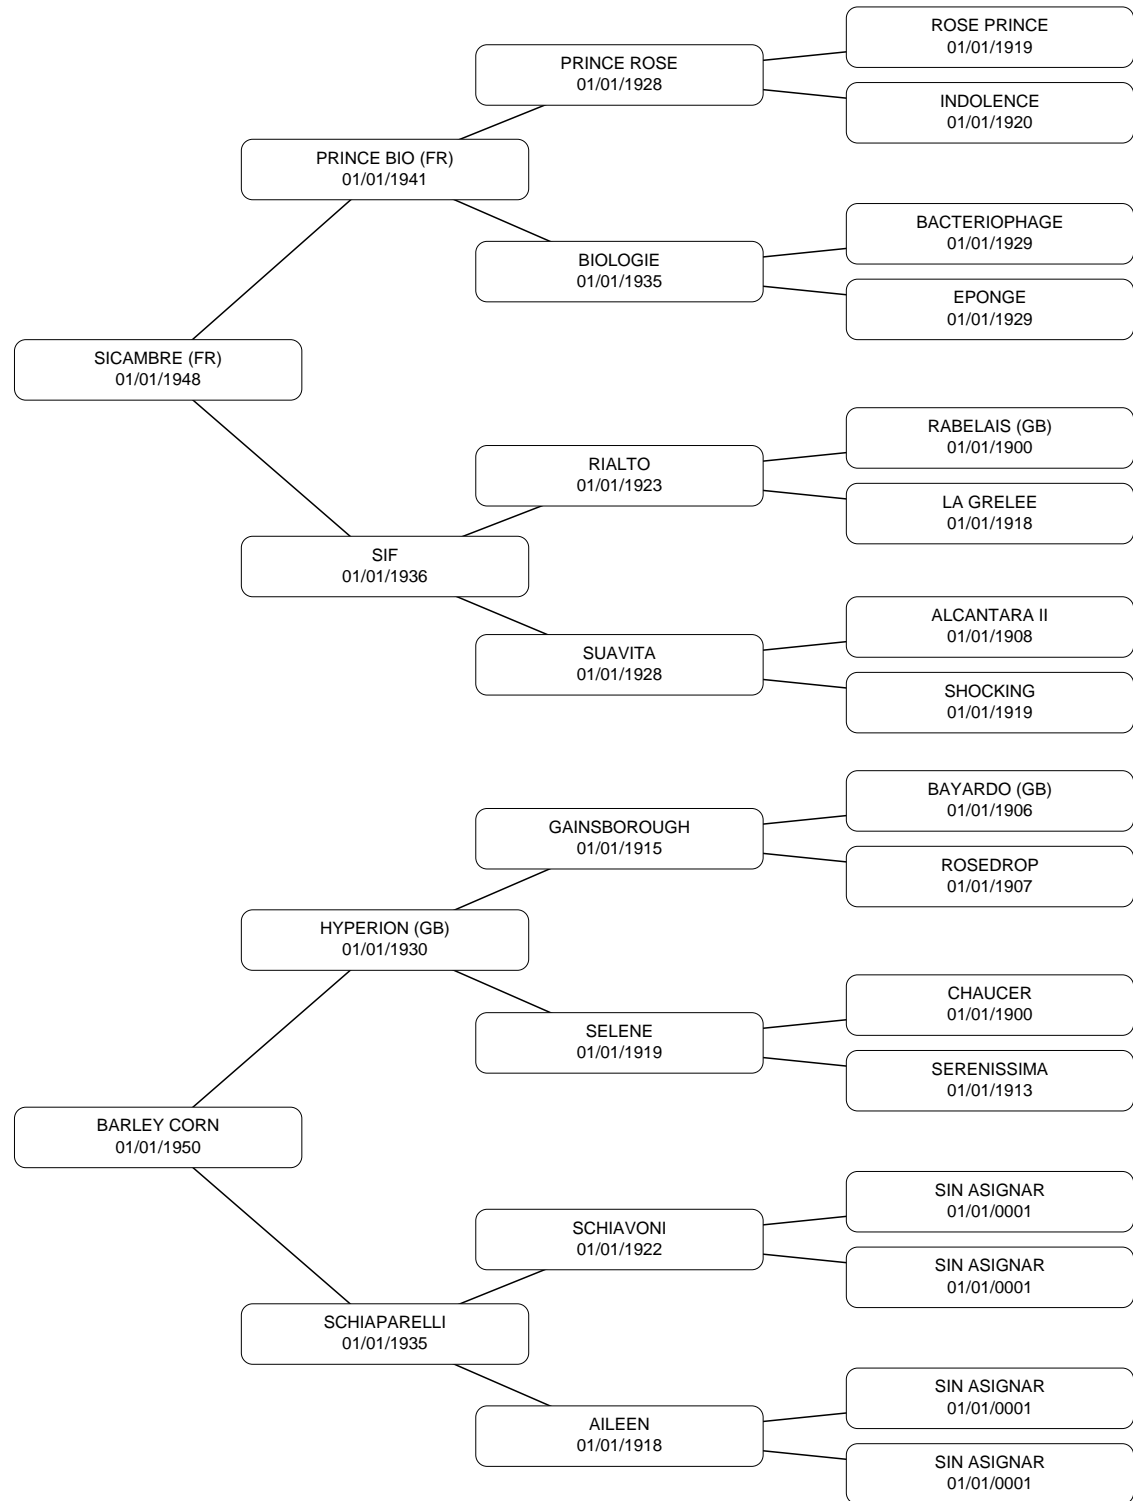 ROSE PRINCE
01/01/1919
PRINCE ROSE
01/01/1928
INDOLENCE
01/01/1920
PRINCE BIO (FR)
01/01/1941
BACTERIOPHAGE
01/01/1929
BIOLOGIE
01/01/1935
EPONGE
01/01/1929
SICAMBRE (FR)
01/01/1948
RABELAIS (GB)
01/01/1900
RIALTO
01/01/1923
LA GRELEE
01/01/1918
SIF
01/01/1936
ALCANTARA II
01/01/1908
SUAVITA
01/01/1928
SHOCKING
01/01/1919
BAYARDO (GB)
01/01/1906
GAINSBOROUGH
01/01/1915
ROSEDROP
01/01/1907
HYPERION (GB)
01/01/1930
CHAUCER
01/01/1900
SELENE
01/01/1919
SERENISSIMA
01/01/1913
BARLEY CORN
01/01/1950
SIN ASIGNAR
01/01/0001
SCHIAVONI
01/01/1922
SIN ASIGNAR
01/01/0001
SCHIAPARELLI
01/01/1935
SIN ASIGNAR
01/01/0001
AILEEN
01/01/1918
SIN ASIGNAR
01/01/0001